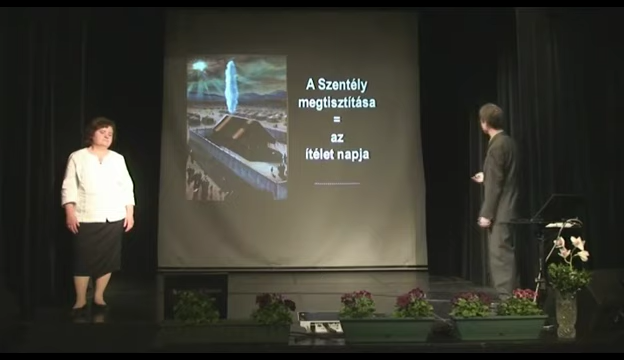 A Szentély
megtisztítása
=
az
ítélet napja